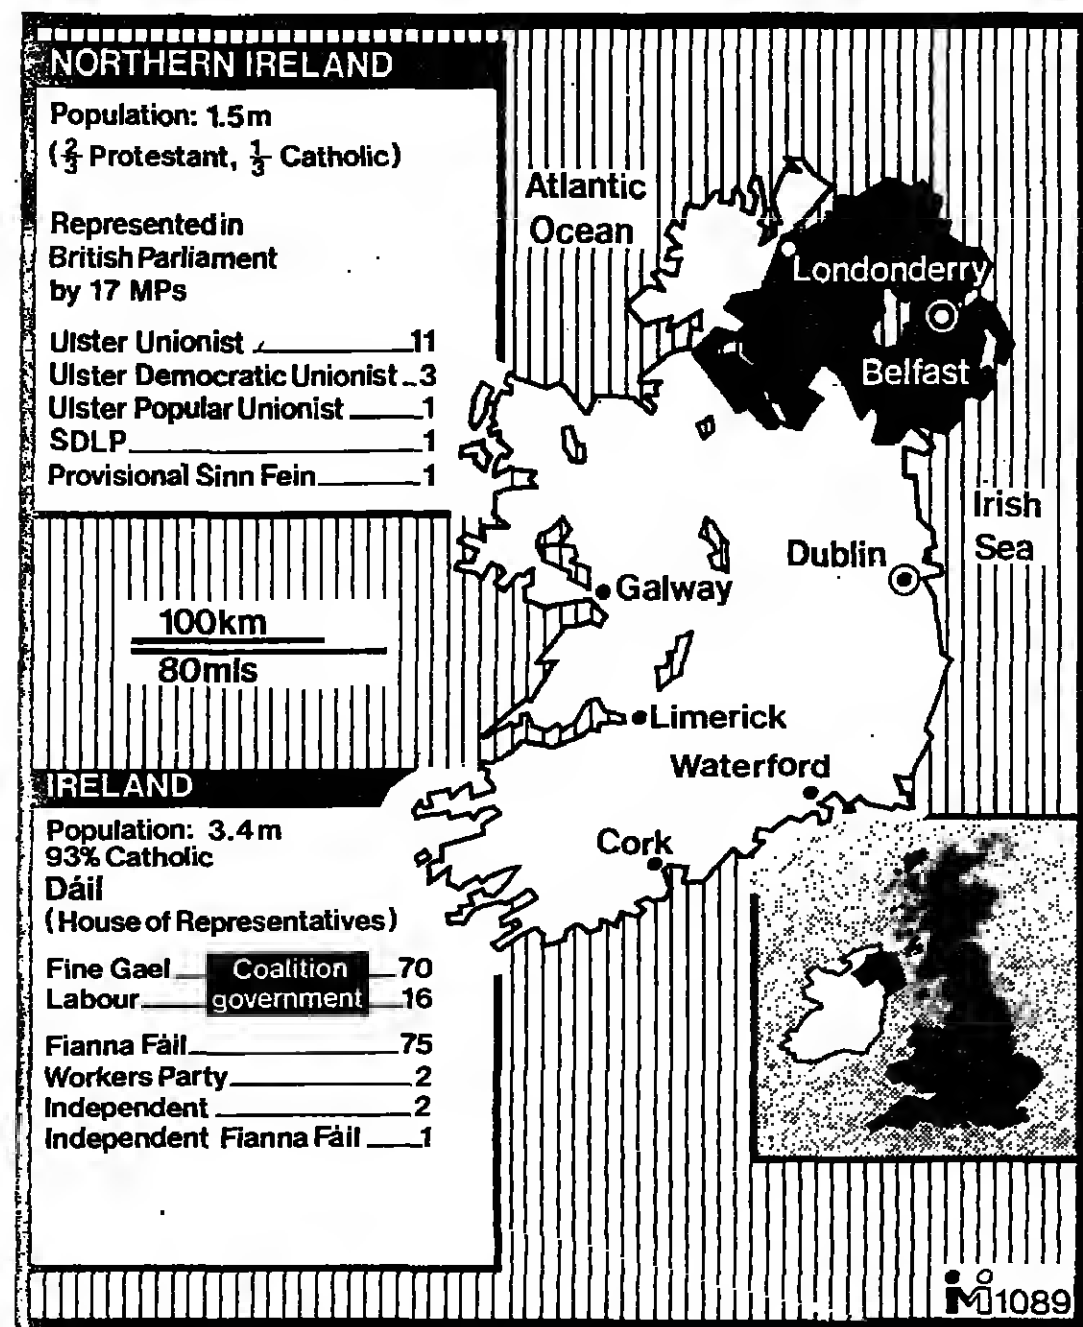 NORTHERN IRELAND
Population: 1.5m
(⅔ Protestant, ⅓ Catholic)
Represented in
British Parliament
by 17 MPs
Ulster Unionist 11
Ulster Democratic Unionist 3
Ulster Popular Unionist 1
SDLP 1
Provisional Sinn Fein 1
Atlantic
Ocean
Londonderry
Belfast
Irish
Sea
Dublin
Galway
100km
80mls
Limerick
Waterford
Cork
IRELAND
Population: 3.4m
93% Catholic
Dáil
(House of Representatives)
Fine Gael Coalition 70
Labour government 16
Fianna Fáil 75
Workers Party 2
Independent 2
Independent Fianna Fáil 1
1089